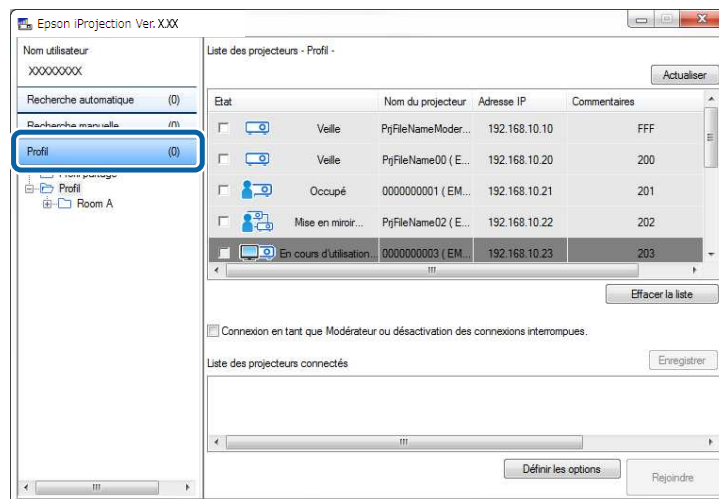 Epson iProjection Ver. X.XX
Nom utilisateur
XXXXXXXX
Recherche automatique (0)
Recherche manuelle (0)
Profil (0)
Profil partagé
Profil
Room A
Liste des projecteurs - Profil -
Actualiser
Etat Nom du projecteur Adresse IP Commentaires
Veille PrjFileNameModer... 192.168.10.10 FFF
Veille PrjFileName00 ( E... 192.168.10.20 200
Occupé 0000000001 ( EM... 192.168.10.21 201
Mise en miroir... PrjFileName02 ( E... 192.168.10.22 202
En cours d'utilisation... 0000000003 ( EM... 192.168.10.23 203
Effacer la liste
Connexion en tant que Modérateur ou désactivation des connexions interrompues.
Liste des projecteurs connectés
Enregistrer
Définir les options
Rejoindre